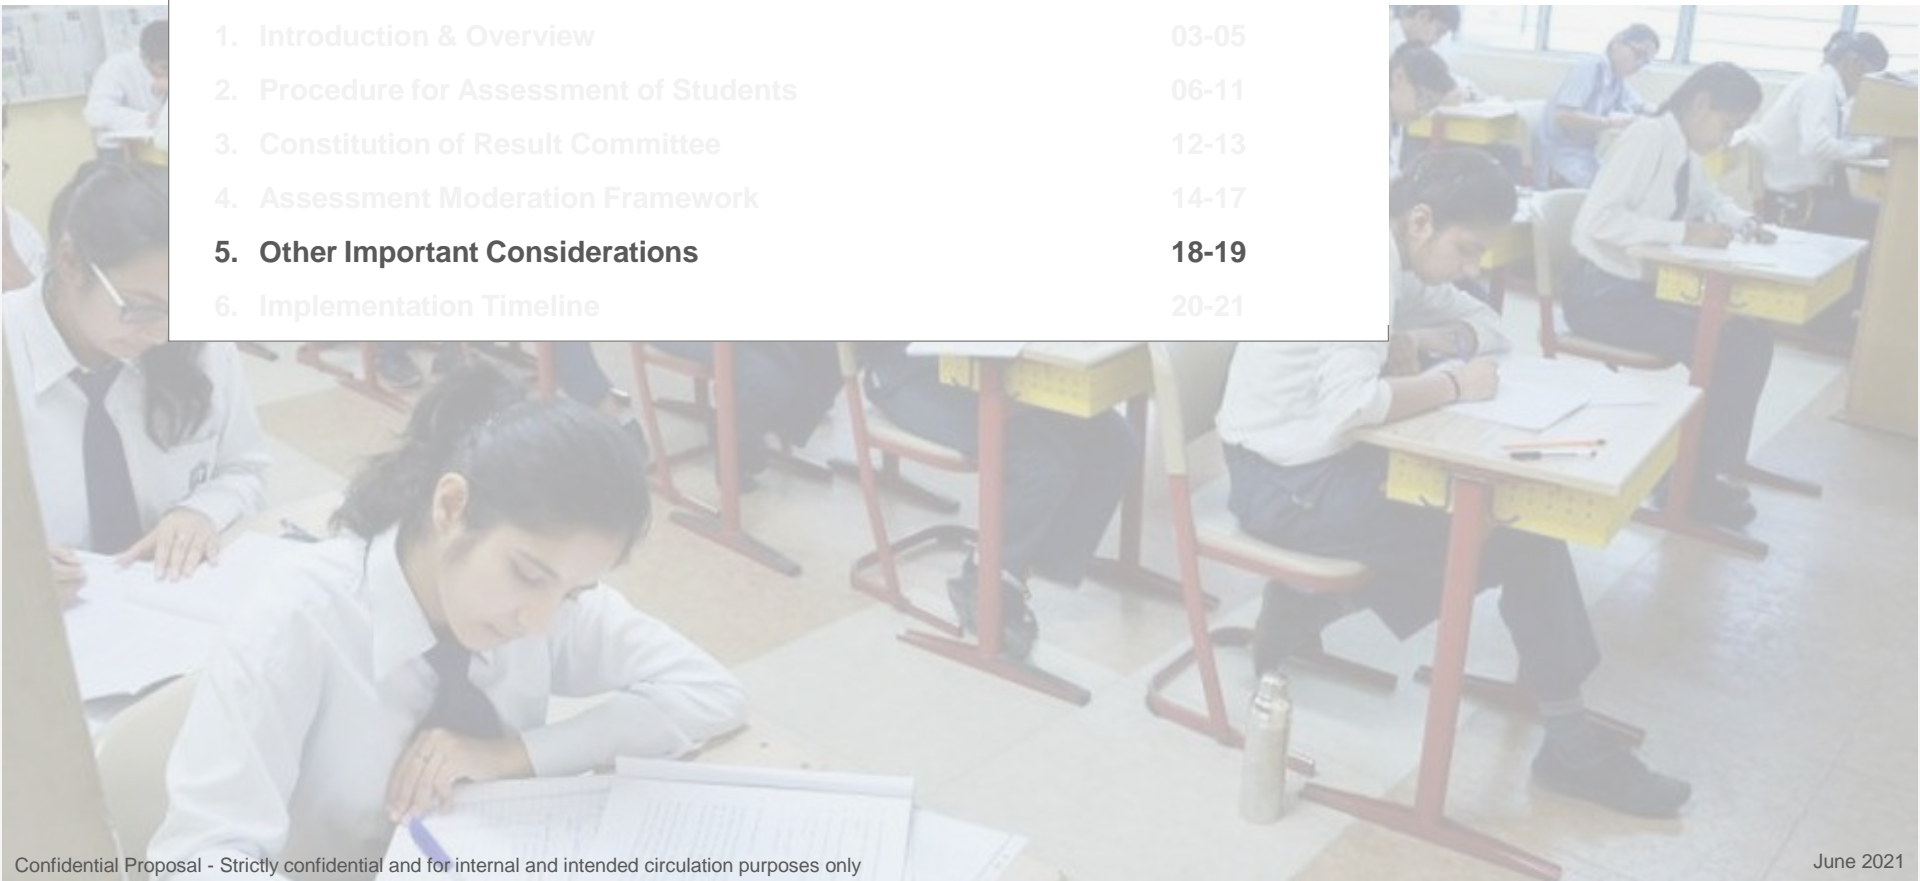 1. Introduction & Overview 03-05
2. Procedure for Assessment of Students 06-11
3. Constitution of Result Committee 12-13
4. Assessment Moderation Framework 14-17
5. Other Important Considerations 18-19
6. Implementation Timeline 20-21
Confidential Proposal - Strictly confidential and for internal and intended circulation purposes only
June 2021